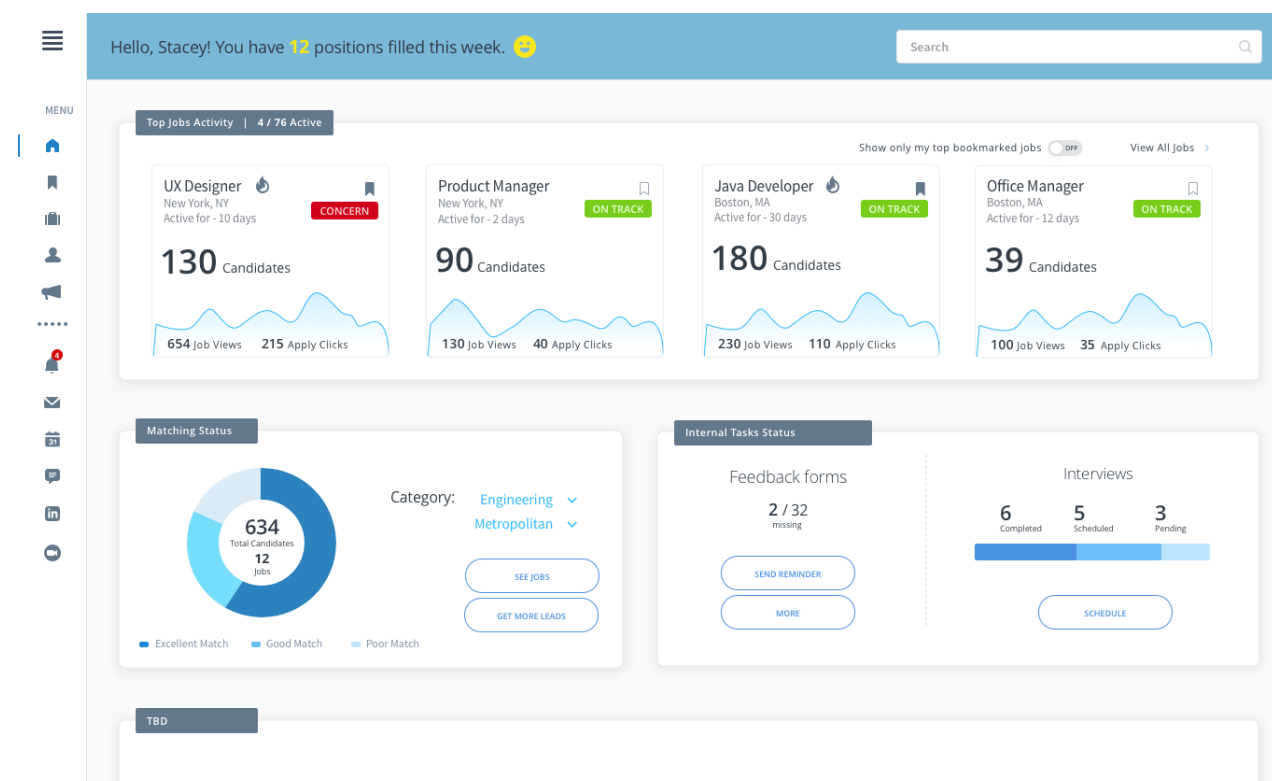 Hello, Stacey! You have 12 positions filled this week.
Search
MENU
4
31
Top Jobs Activity | 4 / 76 Active
Show only my top bookmarked jobs OFF View All Jobs
UX Designer
New York, NY
Active for - 10 days
CONCERN
130 Candidates
654 Job Views 215 Apply Clicks
Product Manager
New York, NY
Active for - 2 days
ON TRACK
90 Candidates
130 Job Views 40 Apply Clicks
Java Developer
Boston, MA
Active for - 30 days
ON TRACK
180 Candidates
230 Job Views 110 Apply Clicks
Office Manager
Boston, MA
Active for - 12 days
ON TRACK
39 Candidates
100 Job Views 35 Apply Clicks
Matching Status
634
Total Candidates
12
Jobs
Category: Engineering
Metropolitan
SEE JOBS
GET MORE LEADS
Excellent Match Good Match Poor Match
Internal Tasks Status
Feedback forms
2 / 32
missing
SEND REMINDER
MORE
Interviews
6 5 3
Completed Scheduled Pending
SCHEDULE
TBD
in